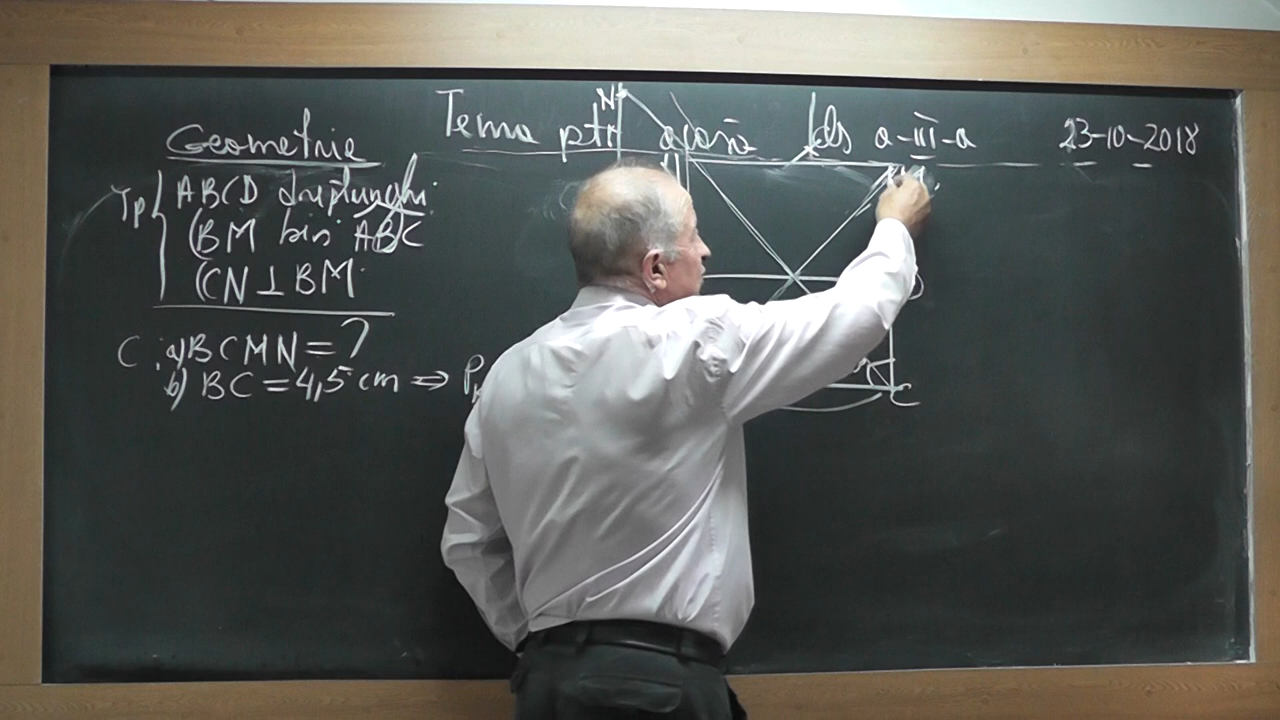 Tema ptr acasă cls a-III-a 23-10-2018
Geometrie
Ip ABCD dreptunghi
(BM bis ABC
(CN ⊥ BM
C: a) BCMN = ?
b) BC = 4,5 cm ⇒ P
N
M
D
C